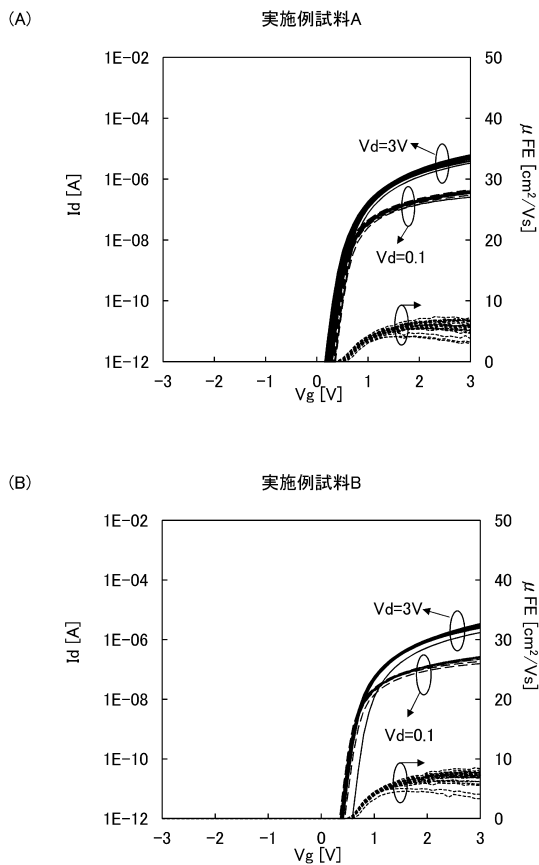 (A)
実施例試料A
1E-02
1E-04
1E-06
1E-08
1E-10
1E-12
Id [A]
50
40
30
20
10
0
μFE [cm²/Vs]
Vd=3V
Vd=0.1
-3
-2
-1
0
1
2
3
Vg [V]
(B)
実施例試料B
1E-02
1E-04
1E-06
1E-08
1E-10
1E-12
Id [A]
50
40
30
20
10
0
μFE [cm²/Vs]
Vd=3V
Vd=0.1
-3
-2
-1
0
1
2
3
Vg [V]